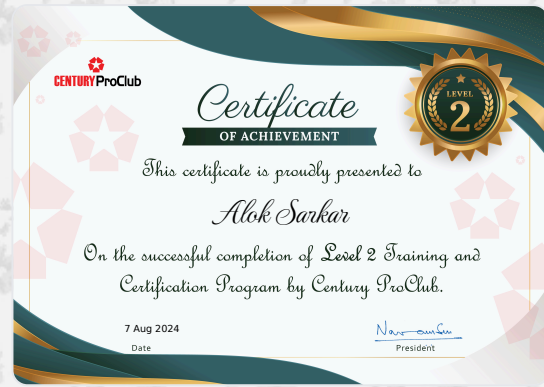 CENTURY ProClub
LEVEL
2
Certificate
OF ACHIEVEMENT
This certificate is proudly presented to
Alok Sarkar
On the successful completion of Level 2 Training and
Certification Program by Century ProClub.
7 Aug 2024
Date
President